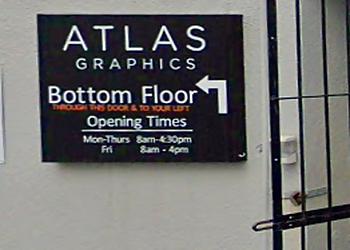 ATLAS
GRAPHICS
Bottom Floor
THROUGH THIS DOOR & TO YOUR LEFT
Opening Times
Mon-Thurs 8am-4:30pm
Fri 8am - 4pm